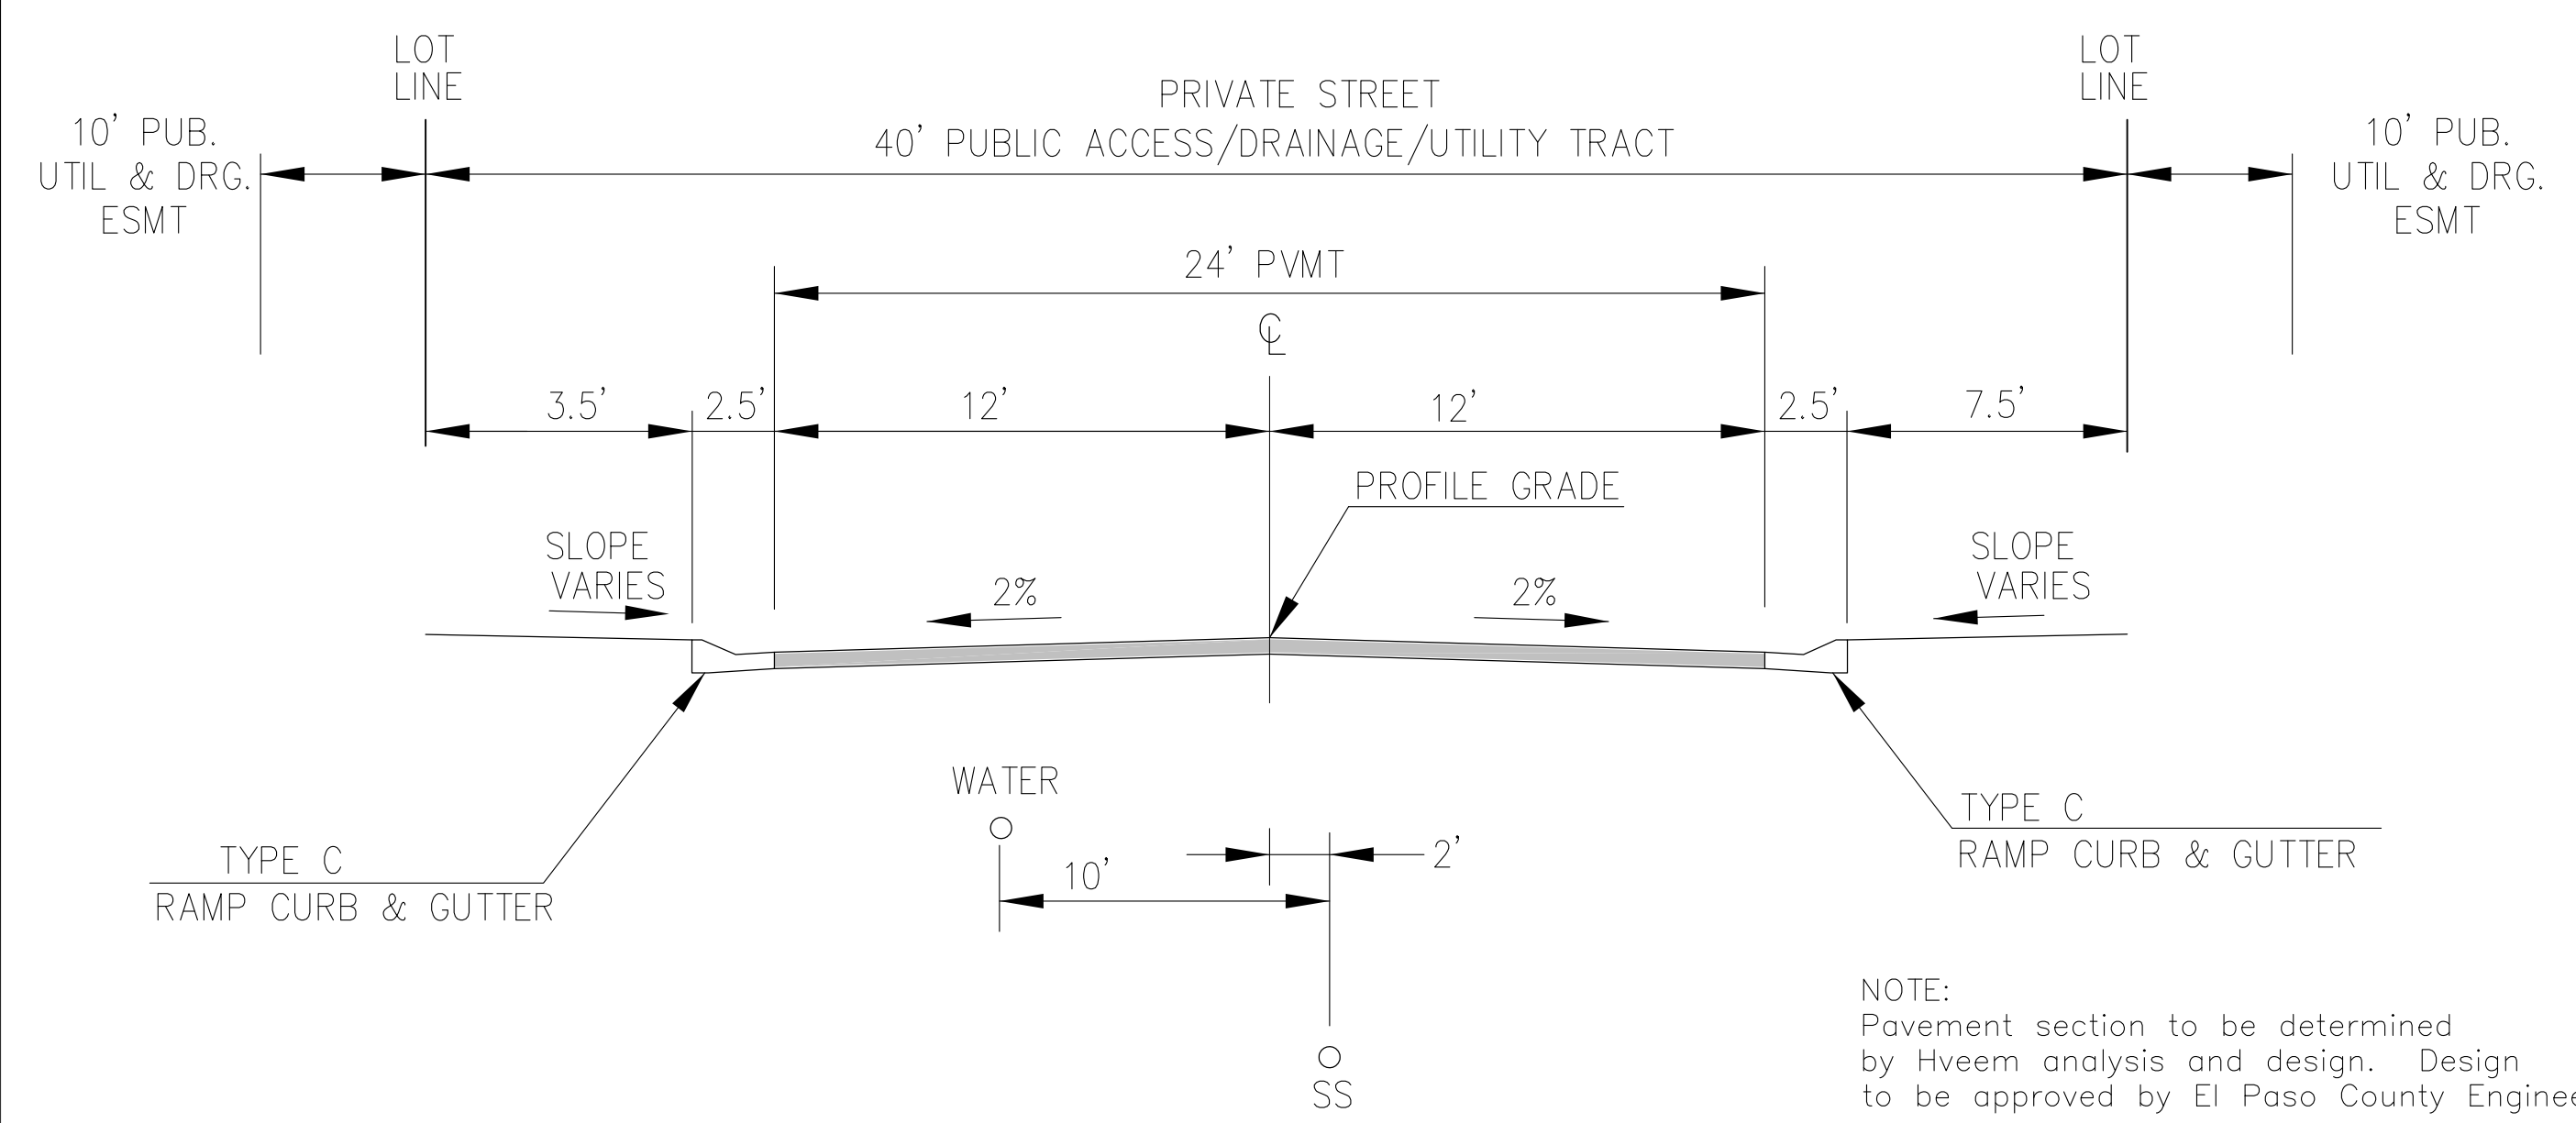 LOT
LINE
LOT
LINE
PRIVATE STREET
40' PUBLIC ACCESS/DRAINAGE/UTILITY TRACT
10' PUB.
UTIL & DRG.
ESMT
10' PUB.
UTIL & DRG.
ESMT
24' PVMT
℄
3.5'
2.5'
12'
12'
2.5'
7.5'
PROFILE GRADE
SLOPE
VARIES
2%
2%
SLOPE
VARIES
WATER
TYPE C
RAMP CURB & GUTTER
10'
2'
TYPE C
RAMP CURB & GUTTER
SS
NOTE:
Pavement section to be determined
by Hveem analysis and design. Design
to be approved by El Paso County